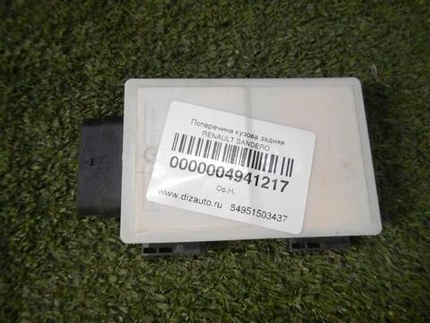 Поперечина кузова задняя
RENAULT SANDERO
0000004941217
Ор.Н.
www.dizauto.ru 84951503437